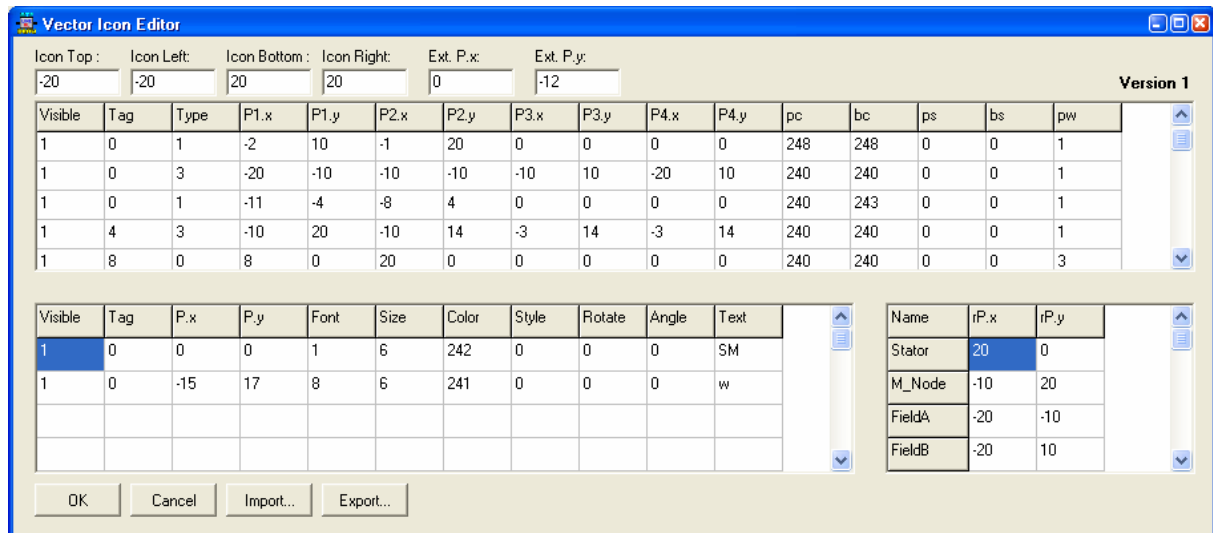 Vector Icon Editor
Icon Top : Icon Left: Icon Bottom : Icon Right: Ext. P.x: Ext. P.y:
-20 -20 20 20 0 -12 Version 1
Visible Tag Type P1.x P1.y P2.x P2.y P3.x P3.y P4.x P4.y pc bc ps bs pw
1 0 1 -2 10 -1 20 0 0 0 0 248 248 0 0 1
1 0 3 -20 -10 -10 -10 -10 10 -20 10 240 240 0 0 1
1 0 1 -11 -4 -8 4 0 0 0 0 240 243 0 0 1
1 4 3 -10 20 -10 14 -3 14 -3 14 240 240 0 0 1
1 8 0 8 0 20 0 0 0 0 0 240 240 0 0 3
Visible Tag P.x P.y Font Size Color Style Rotate Angle Text Name rP.x rP.y
1 0 0 0 1 6 242 0 0 0 SM Stator 20 0
1 0 -15 17 8 6 241 0 0 0 w M_Node -10 20
FieldA -20 -10
FieldB -20 10
OK Cancel Import... Export...